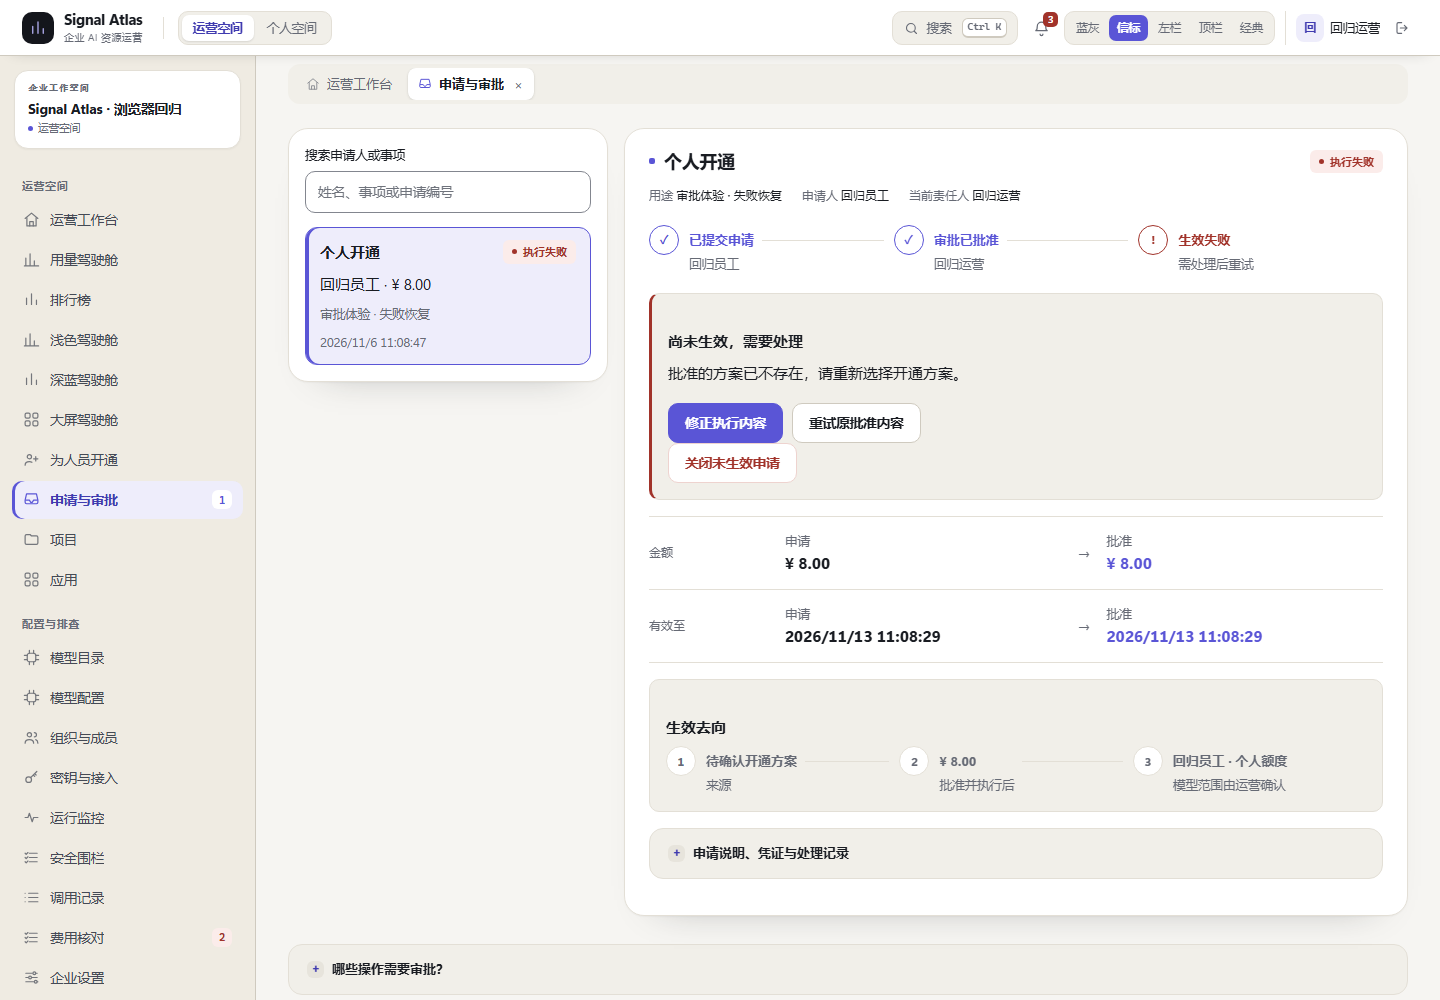 Signal Atlas
企业 AI 资源运营
运营空间
个人空间
搜索
Ctrl K
3
蓝灰
信标
左栏
顶栏
经典
回
回归运营
企业工作空间
Signal Atlas · 浏览器回归
运营空间
运营空间
运营工作台
用量驾驶舱
排行榜
浅色驾驶舱
深蓝驾驶舱
大屏驾驶舱
为人员开通
申请与审批
1
项目
应用
配置与排查
模型目录
模型配置
组织与成员
密钥与接入
运行监控
安全围栏
调用记录
费用核对
2
企业设置
运营工作台
申请与审批 ×
搜索申请人或事项
姓名、事项或申请编号
个人开通
执行失败
回归员工 · ¥ 8.00
审批体验 · 失败恢复
2026/11/6 11:08:47
个人开通
执行失败
用途 审批体验 · 失败恢复 申请人 回归员工 当前责任人 回归运营
✓ 已提交申请
回归员工
✓ 审批已批准
回归运营
! 生效失败
需处理后重试
尚未生效，需要处理
批准的方案已不存在，请重新选择开通方案。
修正执行内容
重试原批准内容
关闭未生效申请
金额
申请
¥ 8.00
→
批准
¥ 8.00
有效至
申请
2026/11/13 11:08:29
→
批准
2026/11/13 11:08:29
生效去向
1 待确认开通方案
来源
2 ¥ 8.00
批准并执行后
3 回归员工 · 个人额度
模型范围由运营确认
+ 申请说明、凭证与处理记录
+ 哪些操作需要审批?